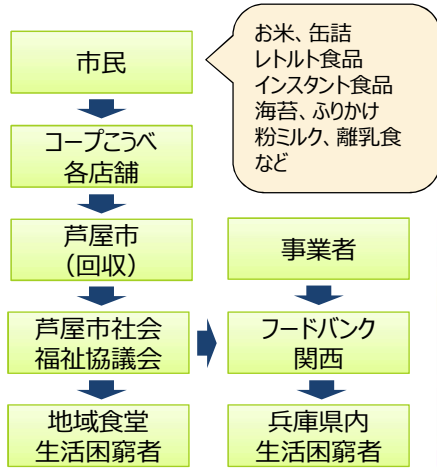 市民
お米、缶詰
レトルト食品
インスタント食品
海苔、ふりかけ
粉ミルク、離乳食
など
コープこうべ
各店舗
芦屋市
（回収）
事業者
芦屋市社会
福祉協議会
フードバンク
関西
地域食堂
生活困窮者
兵庫県内
生活困窮者